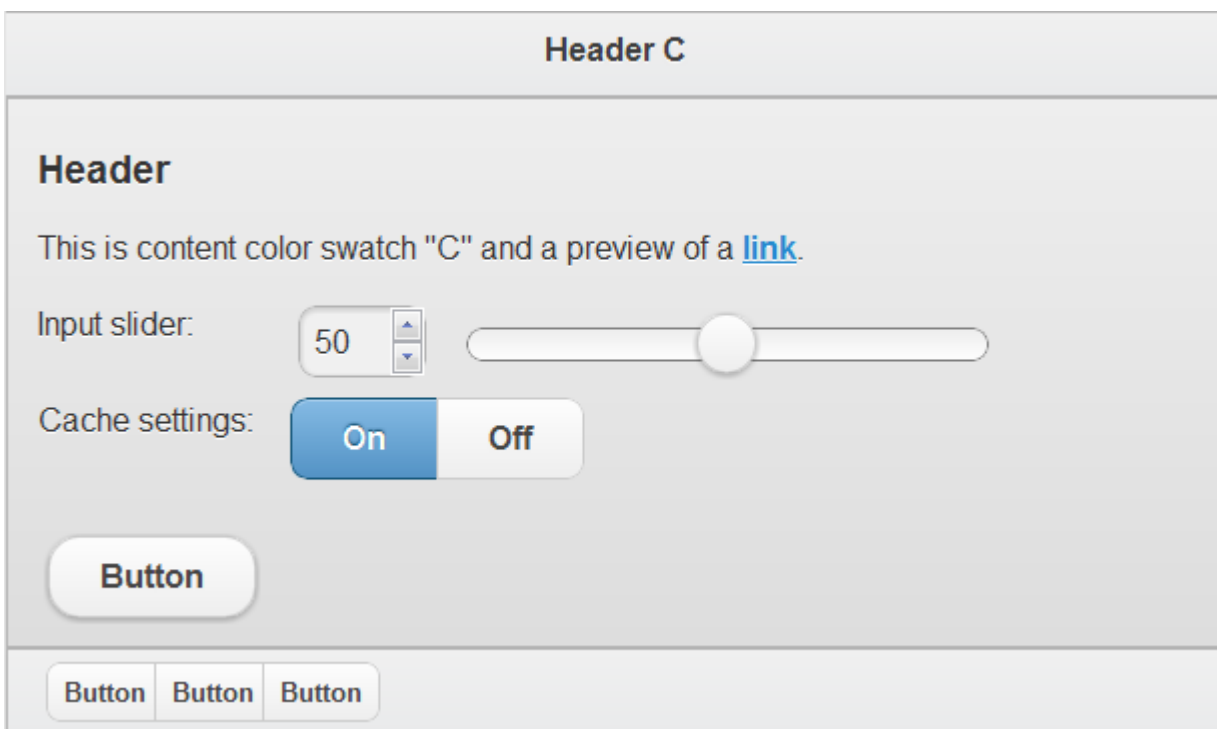 Header C
Header
This is content color swatch "C" and a preview of a link.
Input slider: 50
Cache settings: On Off
Button
Button Button Button